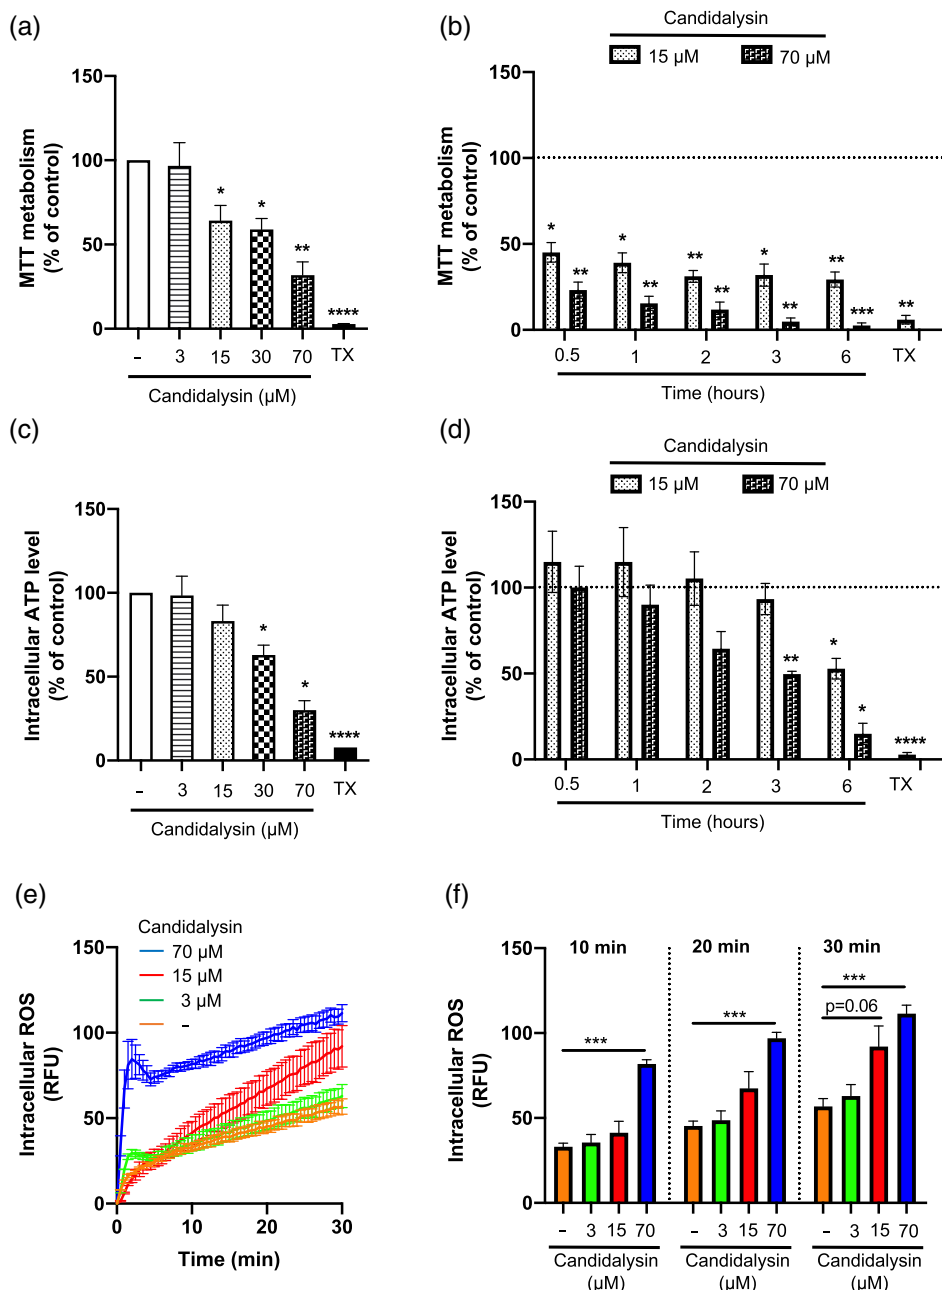 (a)
150
100
50
0
MTT metabolism
(% of control)
*
*
**
****
– 3 15 30 70 TX
Candidalysin (µM)
(b)
Candidalysin
15 µM 70 µM
150
100
50
0
MTT metabolism
(% of control)
* ** * ** ** ** * ** ** *** **
0.5 1 2 3 6 TX
Time (hours)
(c)
150
100
50
0
Intracellular ATP level
(% of control)
*
*
****
– 3 15 30 70 TX
Candidalysin (µM)
(d)
Candidalysin
15 µM 70 µM
150
100
50
0
Intracellular ATP level
(% of control)
** * * ****
0.5 1 2 3 6 TX
Time (hours)
(e)
Candidalysin
70 µM
15 µM
3 µM
–
150
100
50
0
Intracellular ROS
(RFU)
0 10 20 30
Time (min)
(f)
150
100
50
0
Intracellular ROS
(RFU)
10 min 20 min 30 min
***
***
***
p=0.06
– 3 15 70 – 3 15 70 – 3 15 70
Candidalysin Candidalysin Candidalysin
(µM) (µM) (µM)